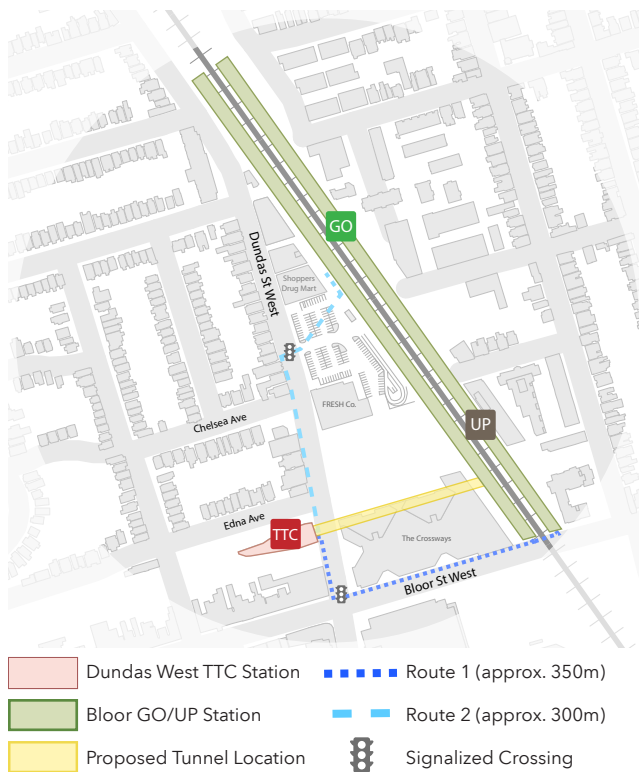 GO
Dundas St West
Shoppers
Drug Mart
FRESH Co.
UP
Chelsea Ave
Edna Ave
TTC
The Crossways
Bloor St West
Dundas West TTC Station
Route 1 (approx. 350m)
Bloor GO/UP Station
Route 2 (approx. 300m)
Proposed Tunnel Location
Signalized Crossing